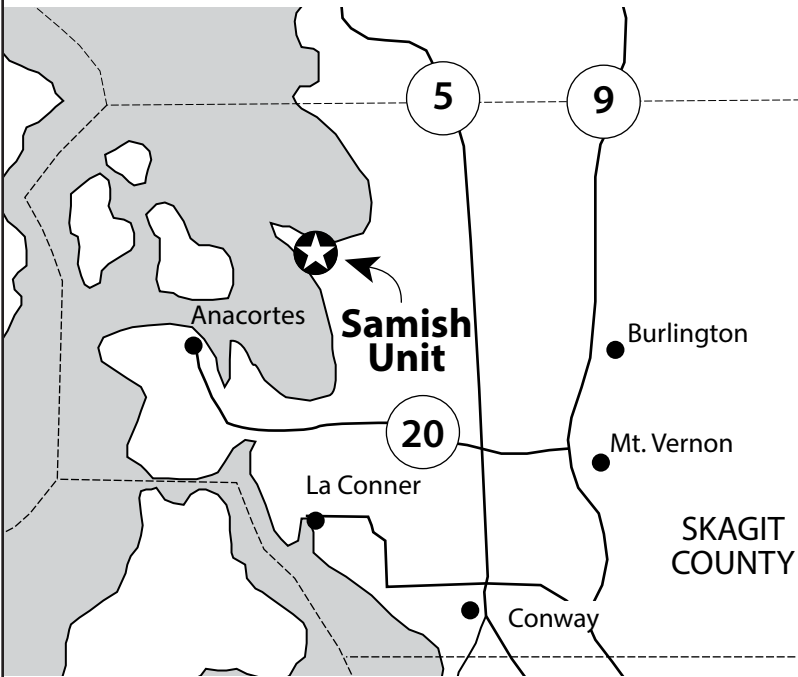 5
9
Anacortes
Samish
Unit
Burlington
20
Mt. Vernon
La Conner
SKAGIT
COUNTY
Conway